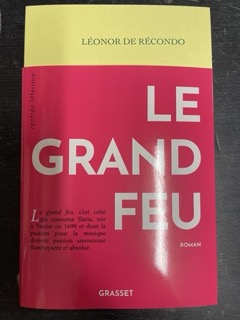 LÉONOR DE RÉCONDO
rentrée littéraire
LE
GRAND
FEU
ROMAN
Le grand feu, c'est celui
qui consume Ilaria, née
à Venise en 1699 et dont la
passion pour la musique
devient passion amoureuse
flamboyante et absolue.
GRASSET